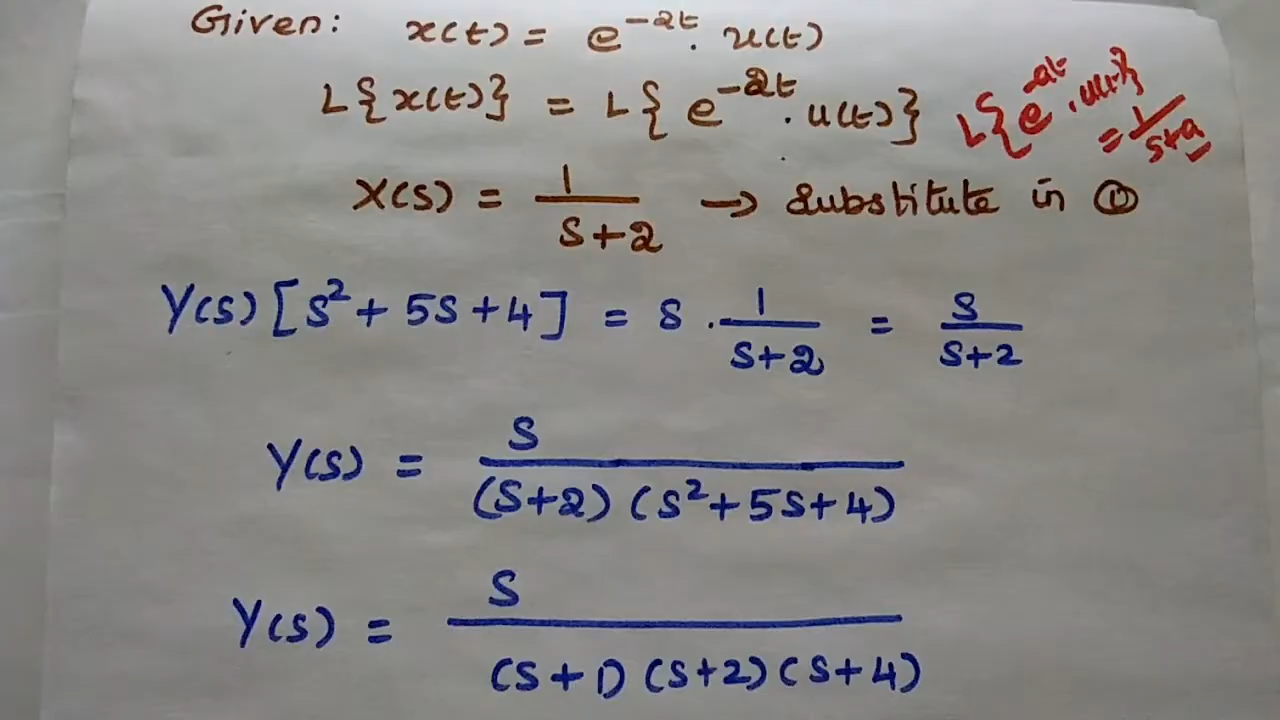 Given: x(t) = e^{-2t} . u(t)
L{x(t)} = L{ e^{-2t} . u(t)}
L{e^{-at} . u(t)}
= 1/(s+a)
X(s) = 1/(s+2) → substitute in ①
Y(s) [s² + 5s + 4] = s . 1/(s+2) = s/(s+2)
Y(s) = s/((s+2) (s² + 5s + 4))
Y(s) = s/((s+1) (s+2) (s+4))